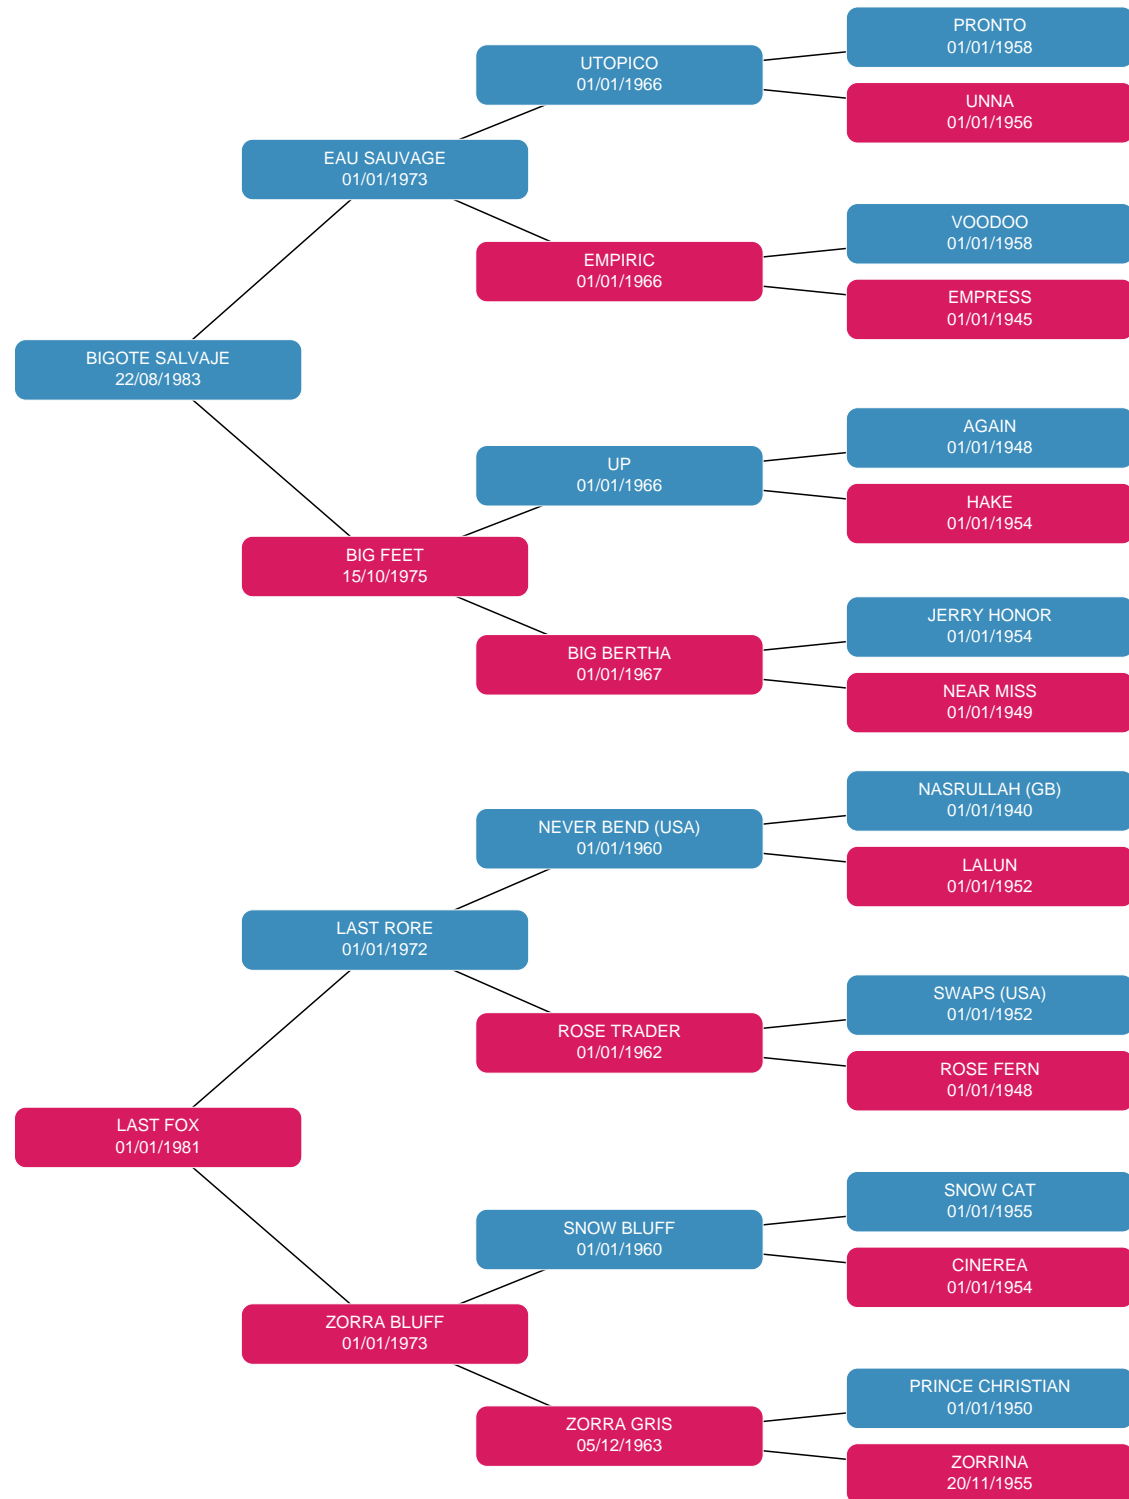 PRONTO
01/01/1958
UTOPICO
01/01/1966
UNNA
01/01/1956
EAU SAUVAGE
01/01/1973
VOODOO
01/01/1958
EMPIRIC
01/01/1966
EMPRESS
01/01/1945
BIGOTE SALVAJE
22/08/1983
AGAIN
01/01/1948
UP
01/01/1966
HAKE
01/01/1954
BIG FEET
15/10/1975
JERRY HONOR
01/01/1954
BIG BERTHA
01/01/1967
NEAR MISS
01/01/1949
NASRULLAH (GB)
01/01/1940
NEVER BEND (USA)
01/01/1960
LALUN
01/01/1952
LAST RORE
01/01/1972
SWAPS (USA)
01/01/1952
ROSE TRADER
01/01/1962
ROSE FERN
01/01/1948
LAST FOX
01/01/1981
SNOW CAT
01/01/1955
SNOW BLUFF
01/01/1960
CINEREA
01/01/1954
ZORRA BLUFF
01/01/1973
PRINCE CHRISTIAN
01/01/1950
ZORRA GRIS
05/12/1963
ZORRINA
20/11/1955